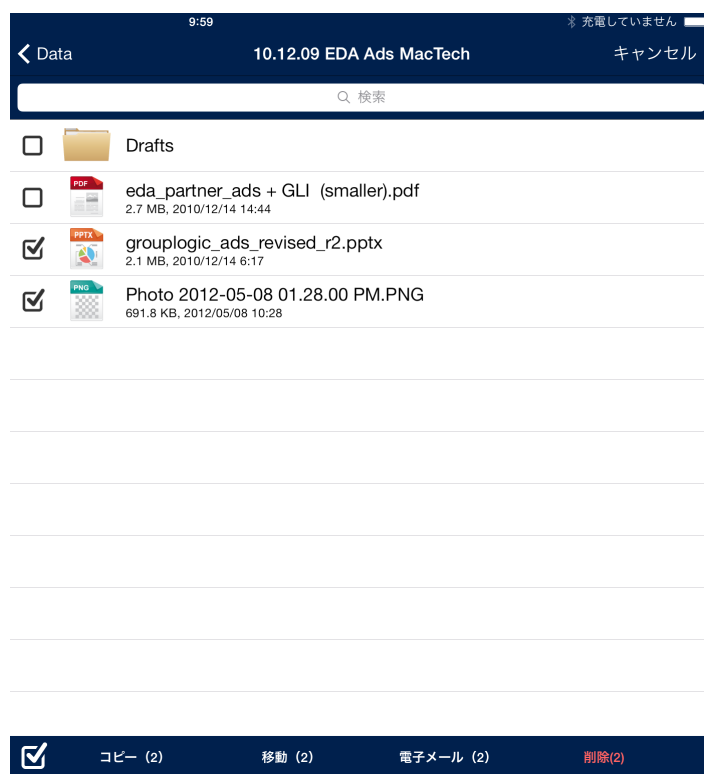 9:59 充電していません
Data 10.12.09 EDA Ads MacTech キャンセル
検索
Drafts
PDF
eda_partner_ads + GLI (smaller).pdf
2.7 MB, 2010/12/14 14:44
PPTX
grouplogic_ads_revised_r2.pptx
2.1 MB, 2010/12/14 6:17
PNG
Photo 2012-05-08 01.28.00 PM.PNG
691.8 KB, 2012/05/08 10:28
コピー（2） 移動（2） 電子メール（2） 削除(2)